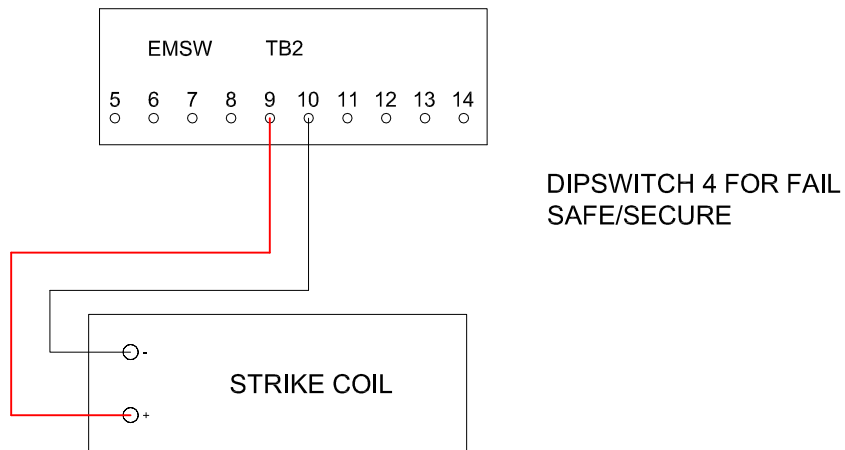 EMSW TB2
5 6 7 8 9 10 11 12 13 14
DIPSWITCH 4 FOR FAIL
SAFE/SECURE
-
STRIKE COIL
+